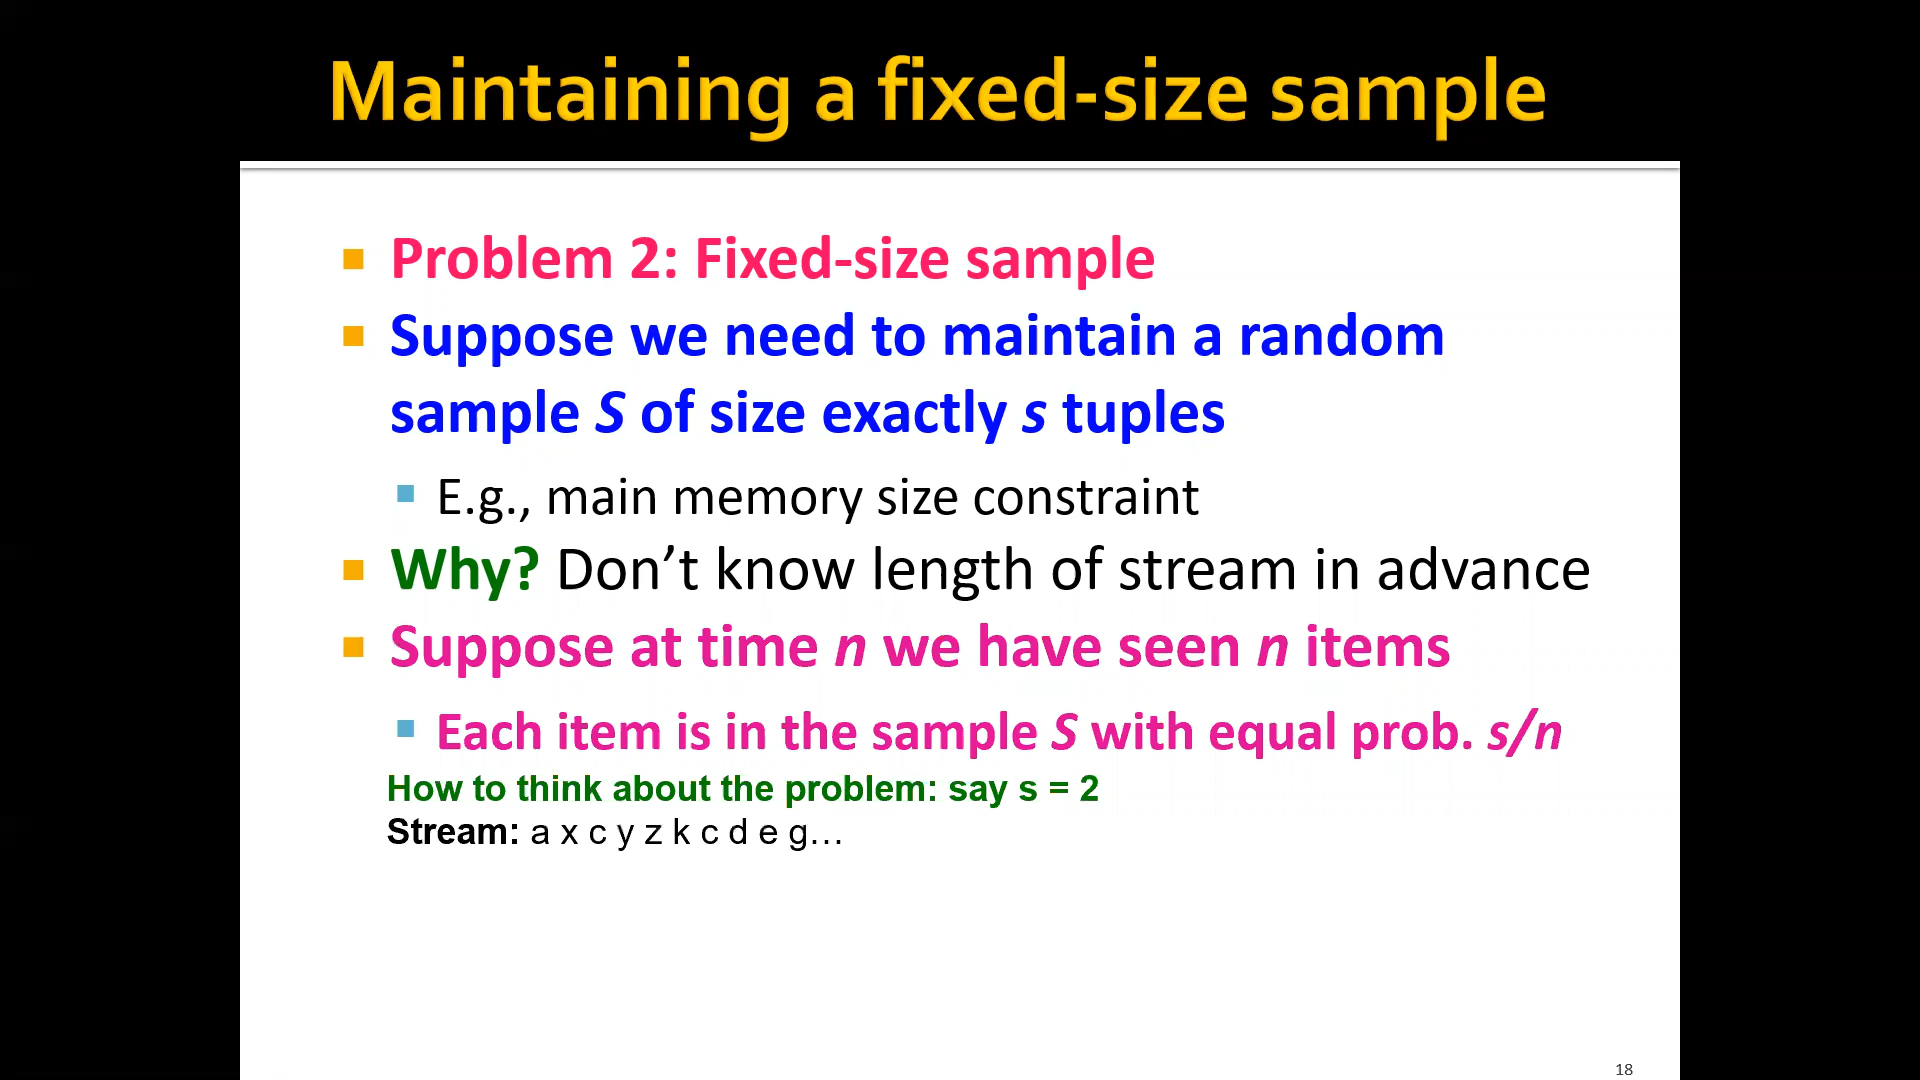 Maintaining a fixed-size sample
Problem 2: Fixed-size sample
Suppose we need to maintain a random
sample S of size exactly s tuples
E.g., main memory size constraint
Why? Don’t know length of stream in advance
Suppose at time n we have seen n items
Each item is in the sample S with equal prob. s/n
How to think about the problem: say s = 2
Stream: a x c y z k c d e g…
18